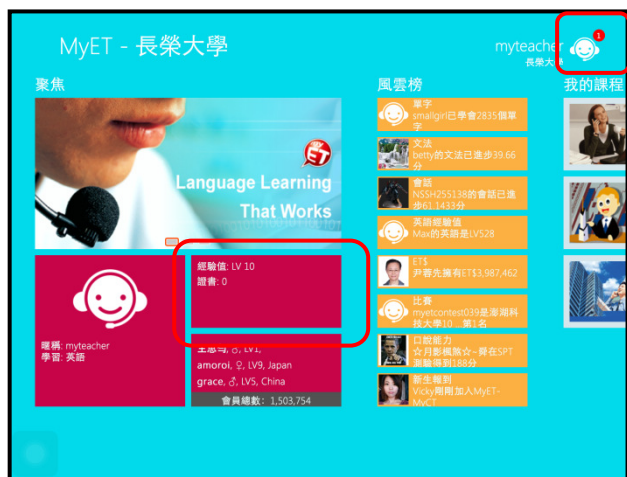 MyET - 長榮大學
myteacher
1
長榮大學
聚焦
風雲榜
我的課程
Language Learning
That Works
經驗值: LV 10
證書: 0
暱稱: myteacher
學習: 英語
LV1,
amoroi, ♀, LV9, Japan
grace, ♂, LV5, China
會員總數: 1,503,754
單字
smallgirl已學會2835個單
字
文法
betty的文法已進步39.66
分
會話
NSSH255138的會話已進
步61.1433分
英語經驗值
Max的英語是LV528
ET$
尹蓉先擁有ET$3,987,462
比賽
myetcontest039是澎湖科
技大學10 ...第1名
口說能力
☆月影楓隂☆~舜在SPT
測驗得到188分
新生報到
Vicky剛剛加入MyET-
MyCT